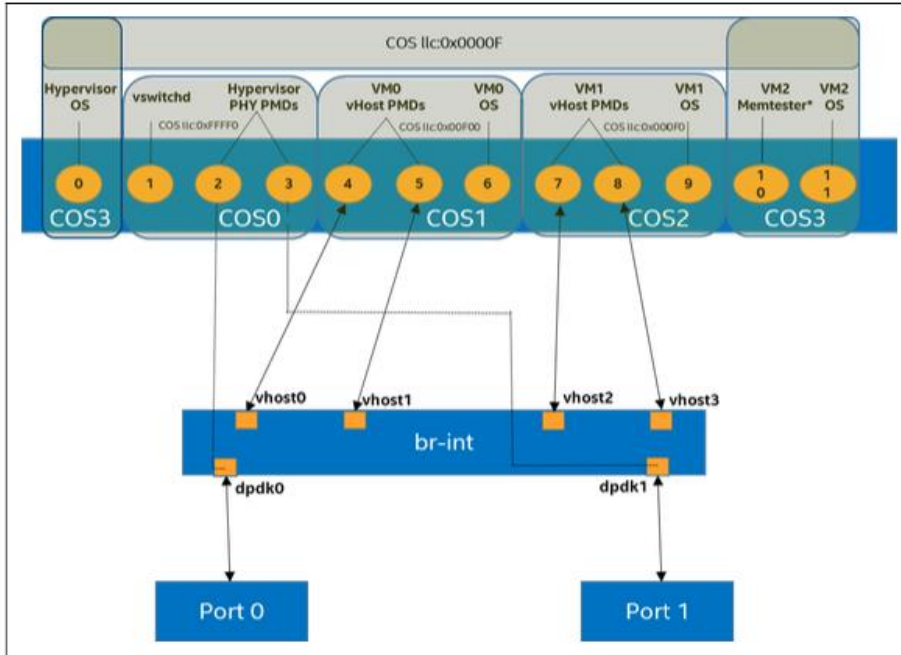 COS llc:0x0000F
Hypervisor
OS
vswitchd
Hypervisor
PHY PMDs
VM0
vHost PMDs
VM0
OS
VM1
vHost PMDs
VM1
OS
VM2
Memtester*
VM2
OS
COS llc:0xFFFF0
COS llc:0x00F00
COS llc:0x000F0
0
1
2
3
4
5
6
7
8
9
1
0
1
1
COS3
COS0
COS1
COS2
COS3
vhost0
vhost1
vhost2
vhost3
br-int
dpdk0
dpdk1
Port 0
Port 1